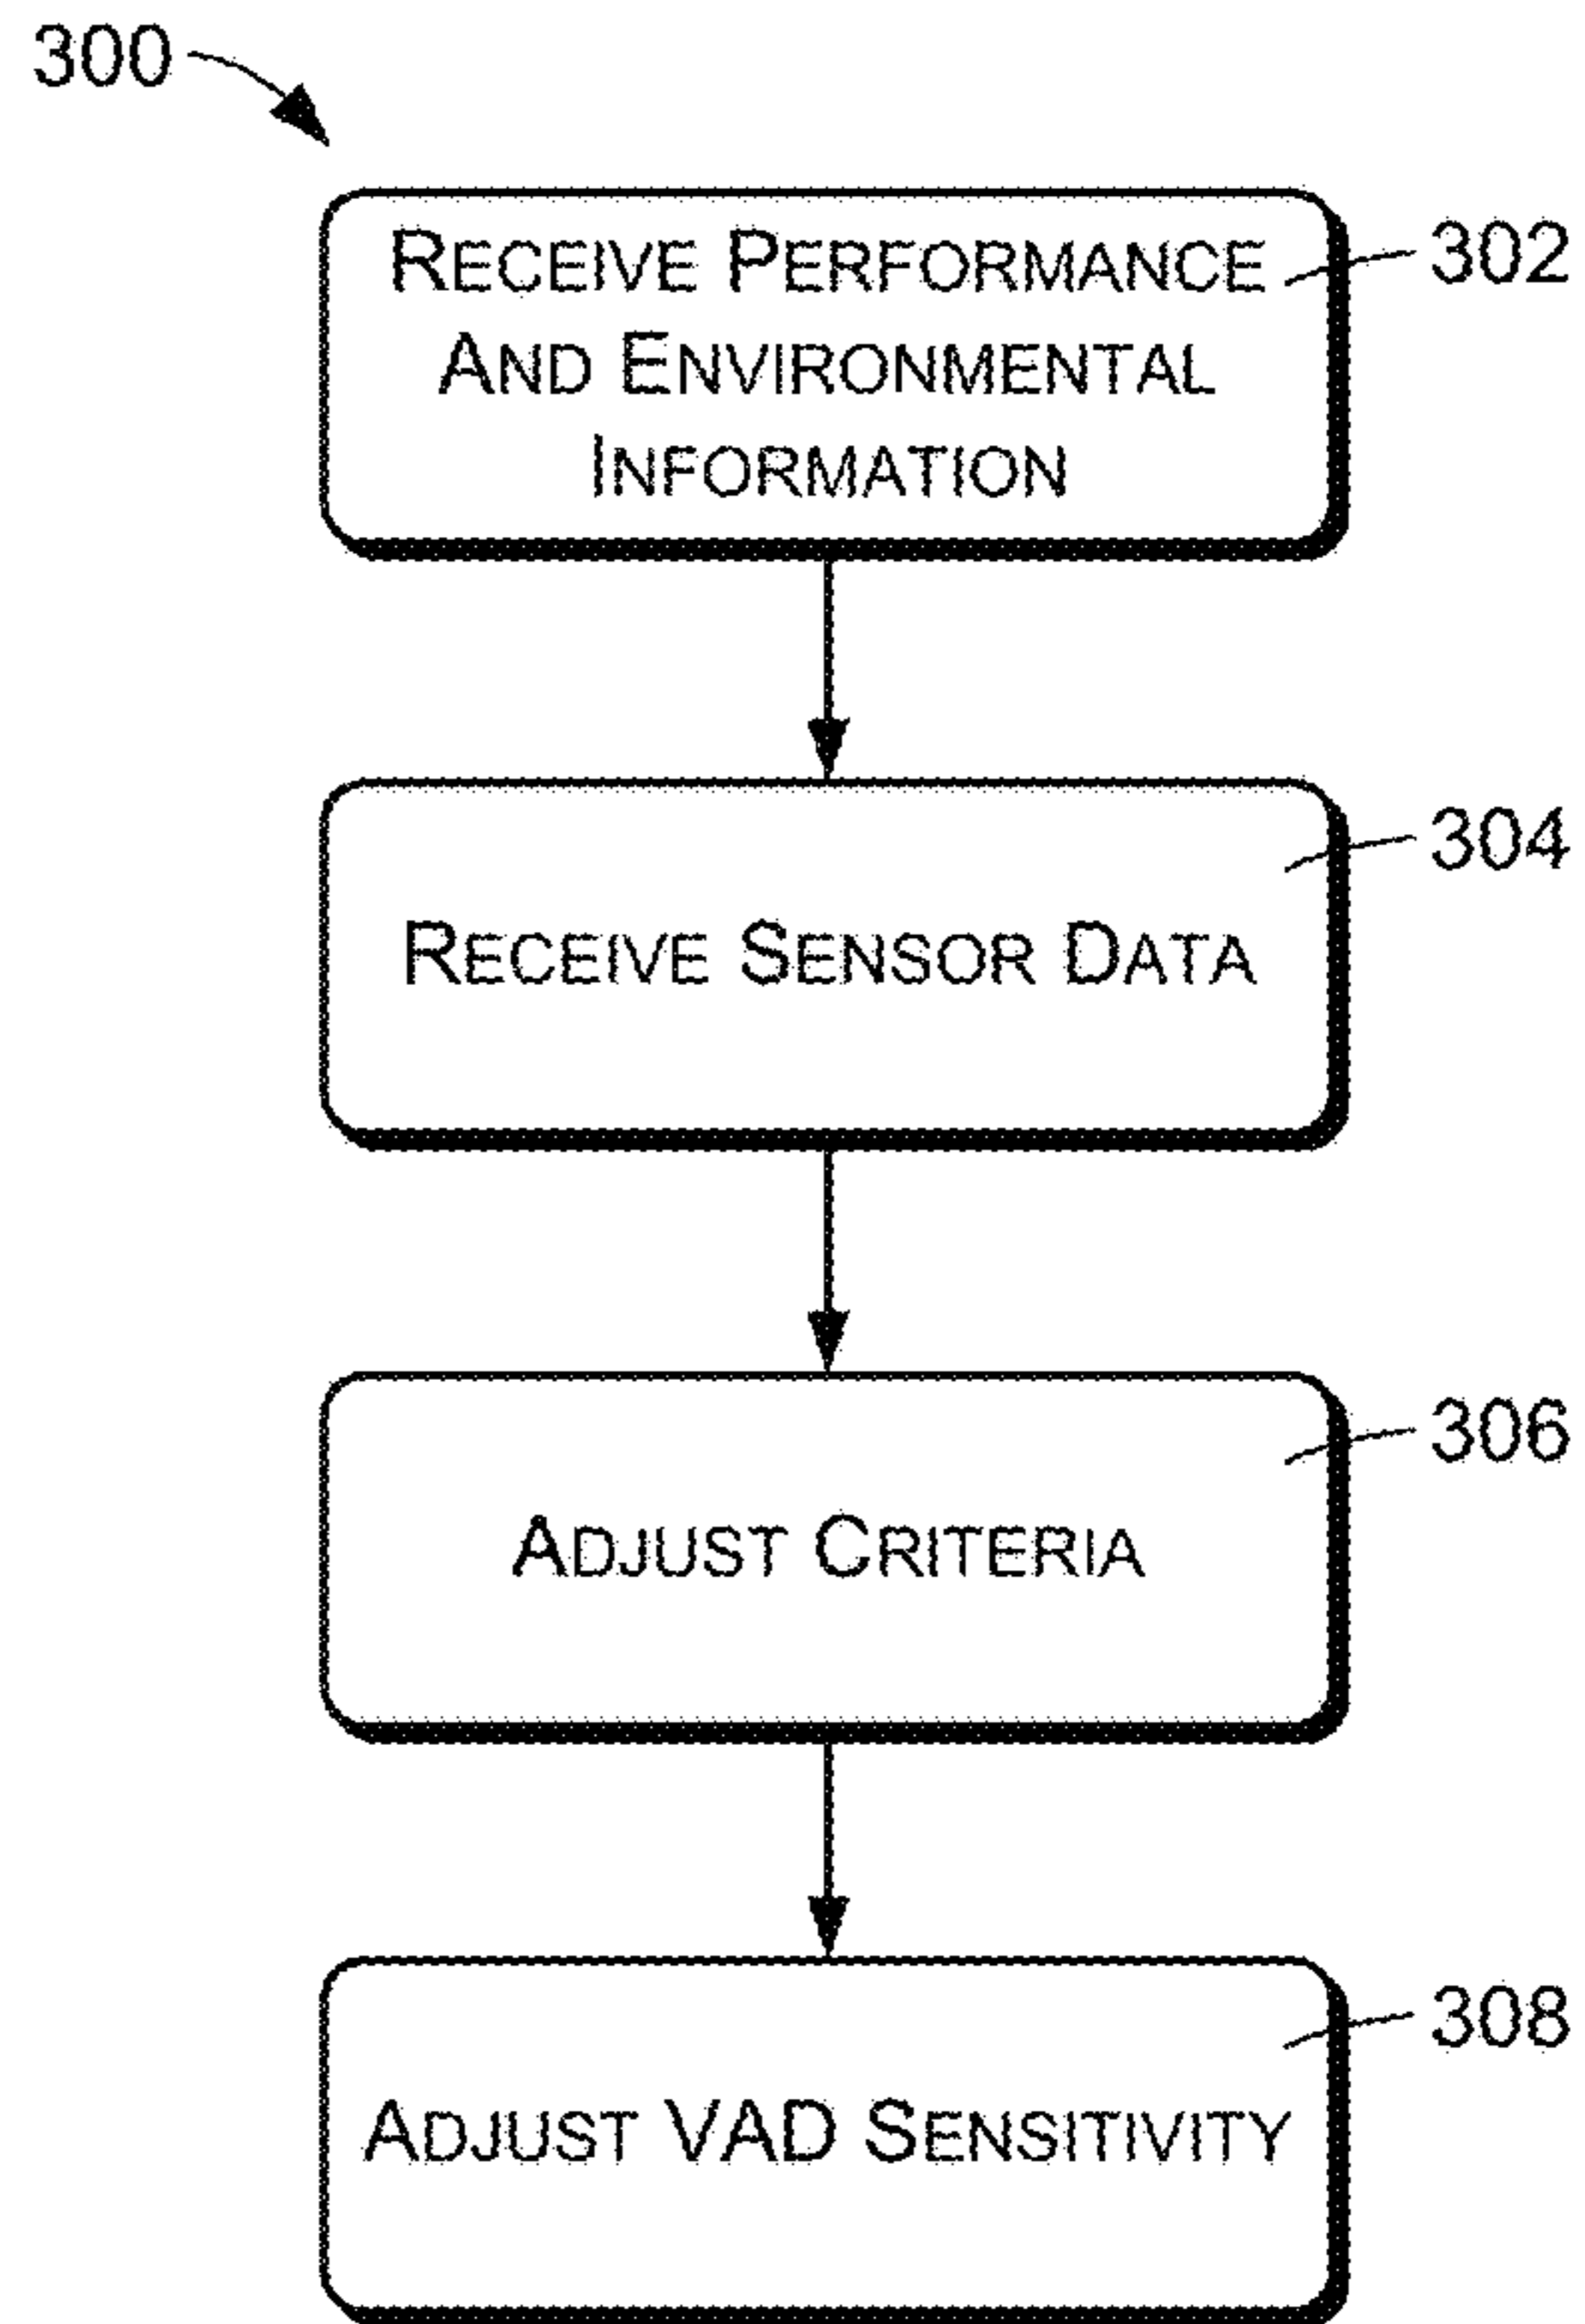 300
RECEIVE PERFORMANCE
302
AND ENVIRONMENTAL
INFORMATION
304
RECEIVE SENSOR DATA
306
ADJUST CRITERIA
308
ADJUST VAD SENSITIVITY